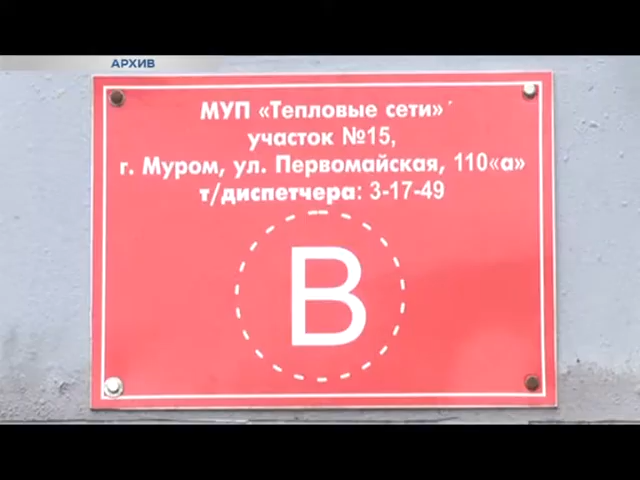 АРХИВ
МУП «Тепловые сети»
участок №15,
г. Муром, ул. Первомайская, 110«а»
т/диспетчера: 3-17-49
В